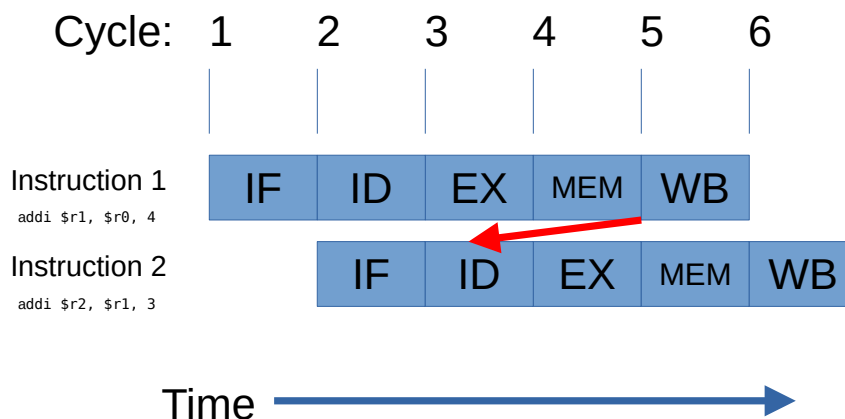 Cycle: 1 2 3 4 5 6
Instruction 1
addi $r1, $r0, 4
IF ID EX MEM WB
Instruction 2
addi $r2, $r1, 3
IF ID EX MEM WB
Time